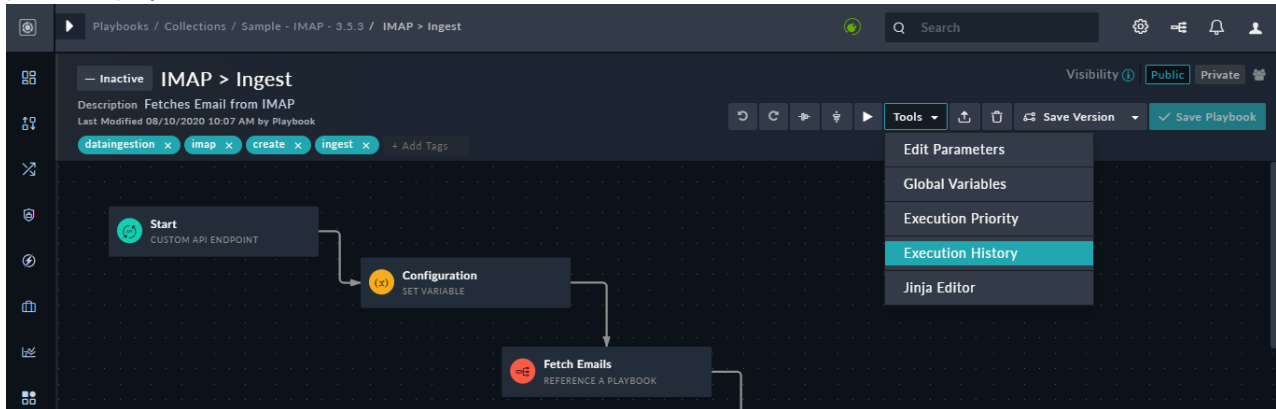 Playbooks / Collections / Sample - IMAP - 3.5.3 / IMAP > Ingest
Search
— Inactive IMAP > Ingest
Visibility Public Private
Description Fetches Email from IMAP
Last Modified 08/10/2020 10:07 AM by Playbook
Tools Save Version Save Playbook
dataingestion x imap x create x ingest x + Add Tags
Edit Parameters
Global Variables
Execution Priority
Execution History
Jinja Editor
Start
CUSTOM API ENDPOINT
(x) Configuration
SET VARIABLE
Fetch Emails
REFERENCE A PLAYBOOK